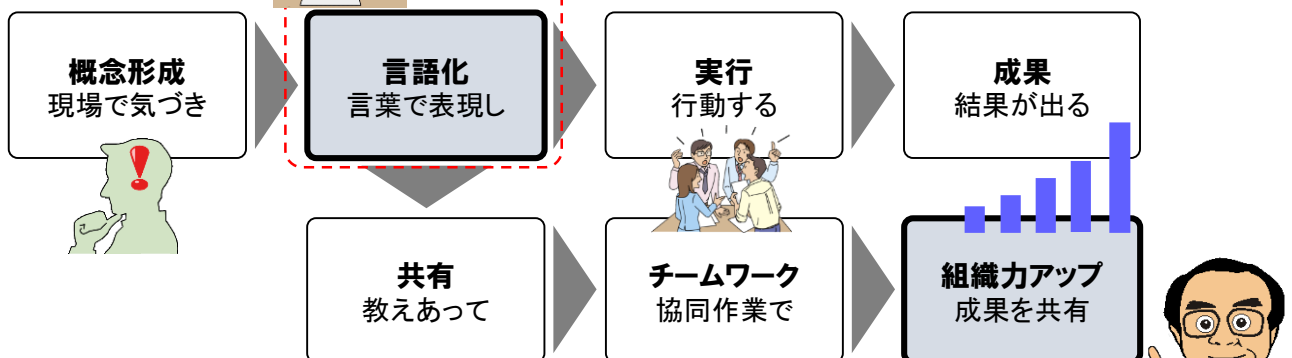 概念形成
現場で気づき
言語化
言葉で表現し
実行
行動する
成果
結果が出る
共有
教えあって
チームワーク
協同作業で
組織力アップ
成果を共有